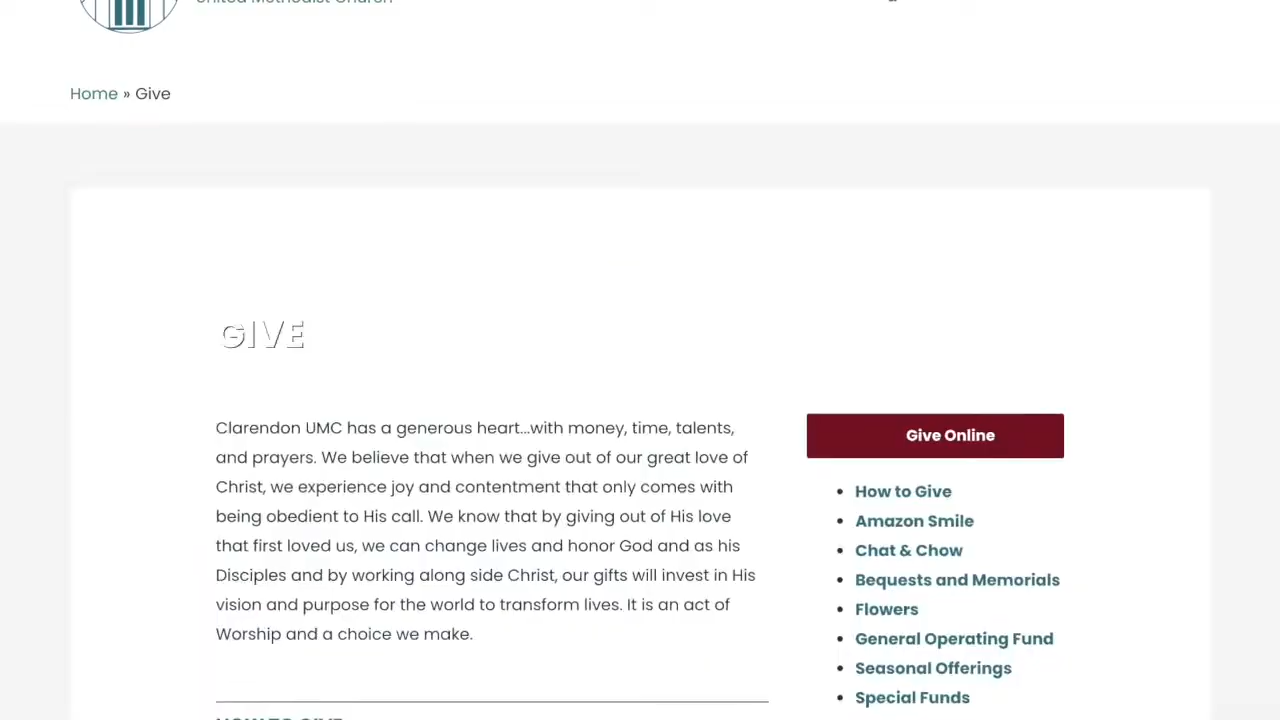 United Methodist Church
Home » Give
GIVE
Clarendon UMC has a generous heart...with money, time, talents,
and prayers. We believe that when we give out of our great love of
Christ, we experience joy and contentment that only comes with
being obedient to His call. We know that by giving out of His love
that first loved us, we can change lives and honor God and as his
Disciples and by working along side Christ, our gifts will invest in His
vision and purpose for the world to transform lives. It is an act of
Worship and a choice we make.
HOW TO GIVE
Give Online
• How to Give
• Amazon Smile
• Chat & Chow
• Bequests and Memorials
• Flowers
• General Operating Fund
• Seasonal Offerings
• Special Funds